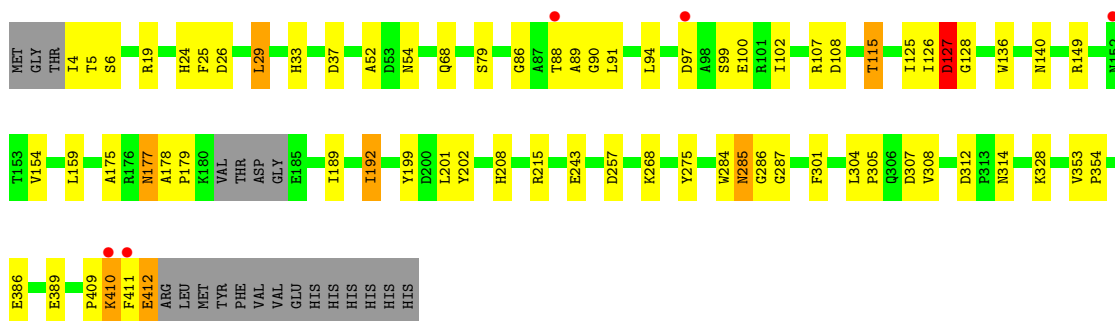 MET GLY THR I4 T5 S6 R19 H24 F25 D26 L29 H33 D37 A52 D53 N54 Q68 S79 G86 A87 T88 A89 G90 L91 L94 D97 A98 S99 E100 R101 I102 R107 D108 T115 I125 I126 D127 G128 W136 N140 R149 N152
T153 V154 L159 A175 R176 N177 A178 P179 K180 VAL THR ASP GLY E185 I189 I192 Y199 D200 L201 Y202 H208 R215 E243 D257 K268 Y275 W284 N285 G286 G287 F301 L304 P305 Q306 D307 V308 D312 P313 N314 K328 V353 P354
E386 E389 P409 K410 F411 E412 ARG LEU MET TYR PHE VAL VAL GLU HIS HIS HIS HIS HIS HIS